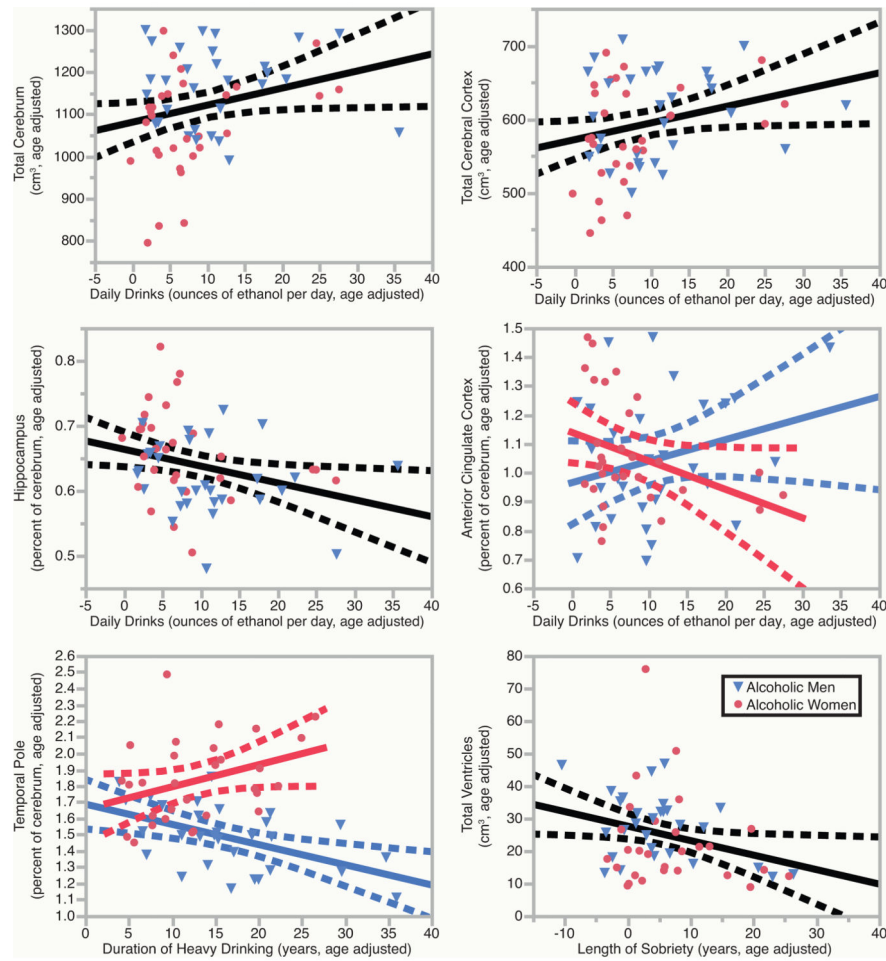 Total Cerebrum
(cm³, age adjusted)
1300
1200
1100
1000
900
800
-5 0 5 10 15 20 25 30 35 40
Daily Drinks (ounces of ethanol per day, age adjusted)
Total Cerebral Cortex
(cm³, age adjusted)
700
600
500
400
-5 0 5 10 15 20 25 30 35 40
Daily Drinks (ounces of ethanol per day, age adjusted)
Hippocampus
(percent of cerebrum, age adjusted)
0.8
0.7
0.6
0.5
-5 0 5 10 15 20 25 30 35 40
Daily Drinks (ounces of ethanol per day, age adjusted)
Anterior Cingulate Cortex
(percent of cerebrum, age adjusted)
1.5
1.4
1.3
1.2
1.1
1.0
0.9
0.8
0.7
0.6
-5 0 5 10 15 20 25 30 35 40
Daily Drinks (ounces of ethanol per day, age adjusted)
Temporal Pole
(percent of cerebrum, age adjusted)
2.6
2.5
2.4
2.3
2.2
2.1
2.0
1.9
1.8
1.7
1.6
1.5
1.4
1.3
1.2
1.1
1.0
0 5 10 15 20 25 30 35 40
Duration of Heavy Drinking (years, age adjusted)
Total Ventricles
(cm³, age adjusted)
80
70
60
50
40
30
20
10
0
Alcoholic Men
Alcoholic Women
-10 0 10 20 30 40
Length of Sobriety (years, age adjusted)